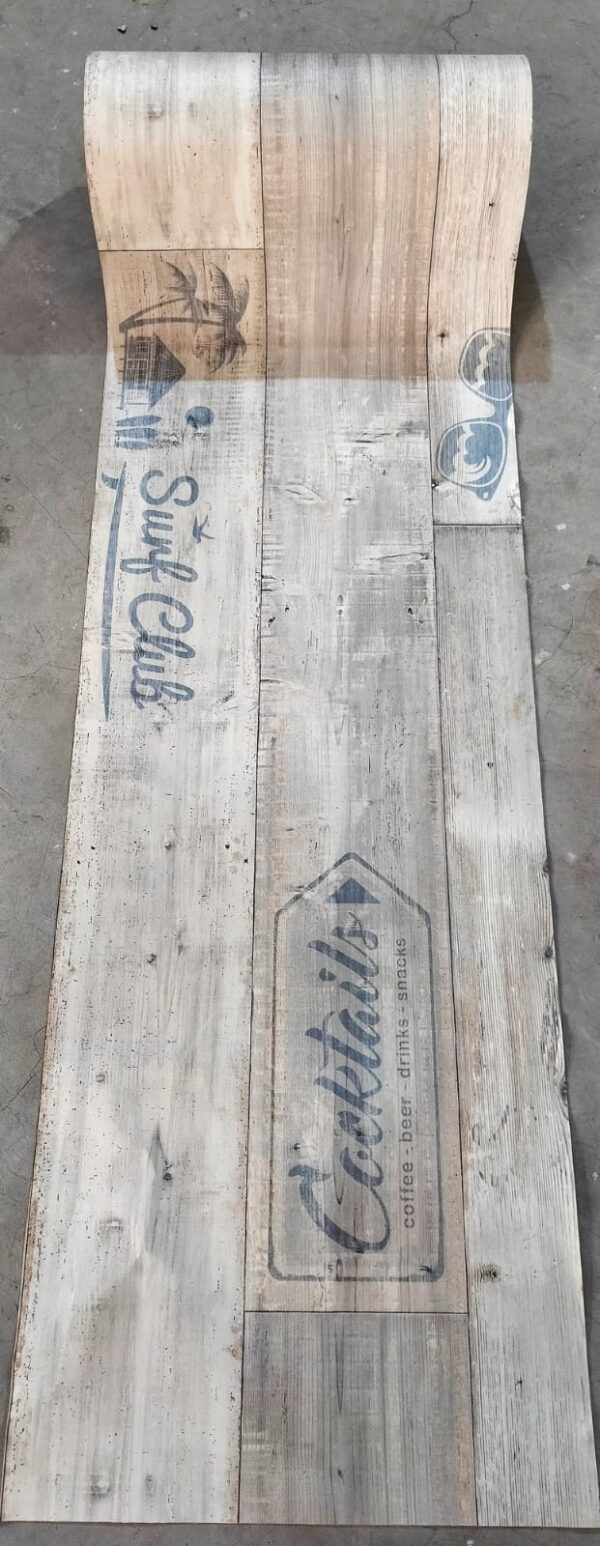 Surf Club
Cocktails
coffee - beer - drinks - snacks